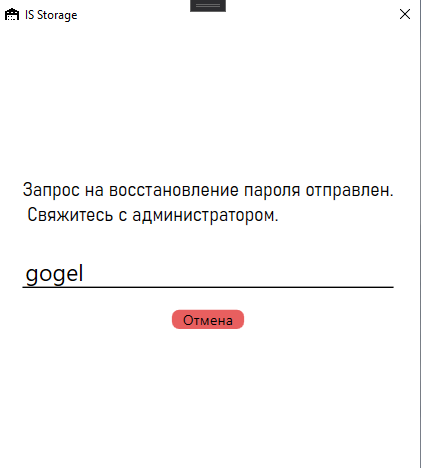 IS Storage
Запрос на восстановление пароля отправлен.
Свяжитесь с администратором.
gogel
Отмена